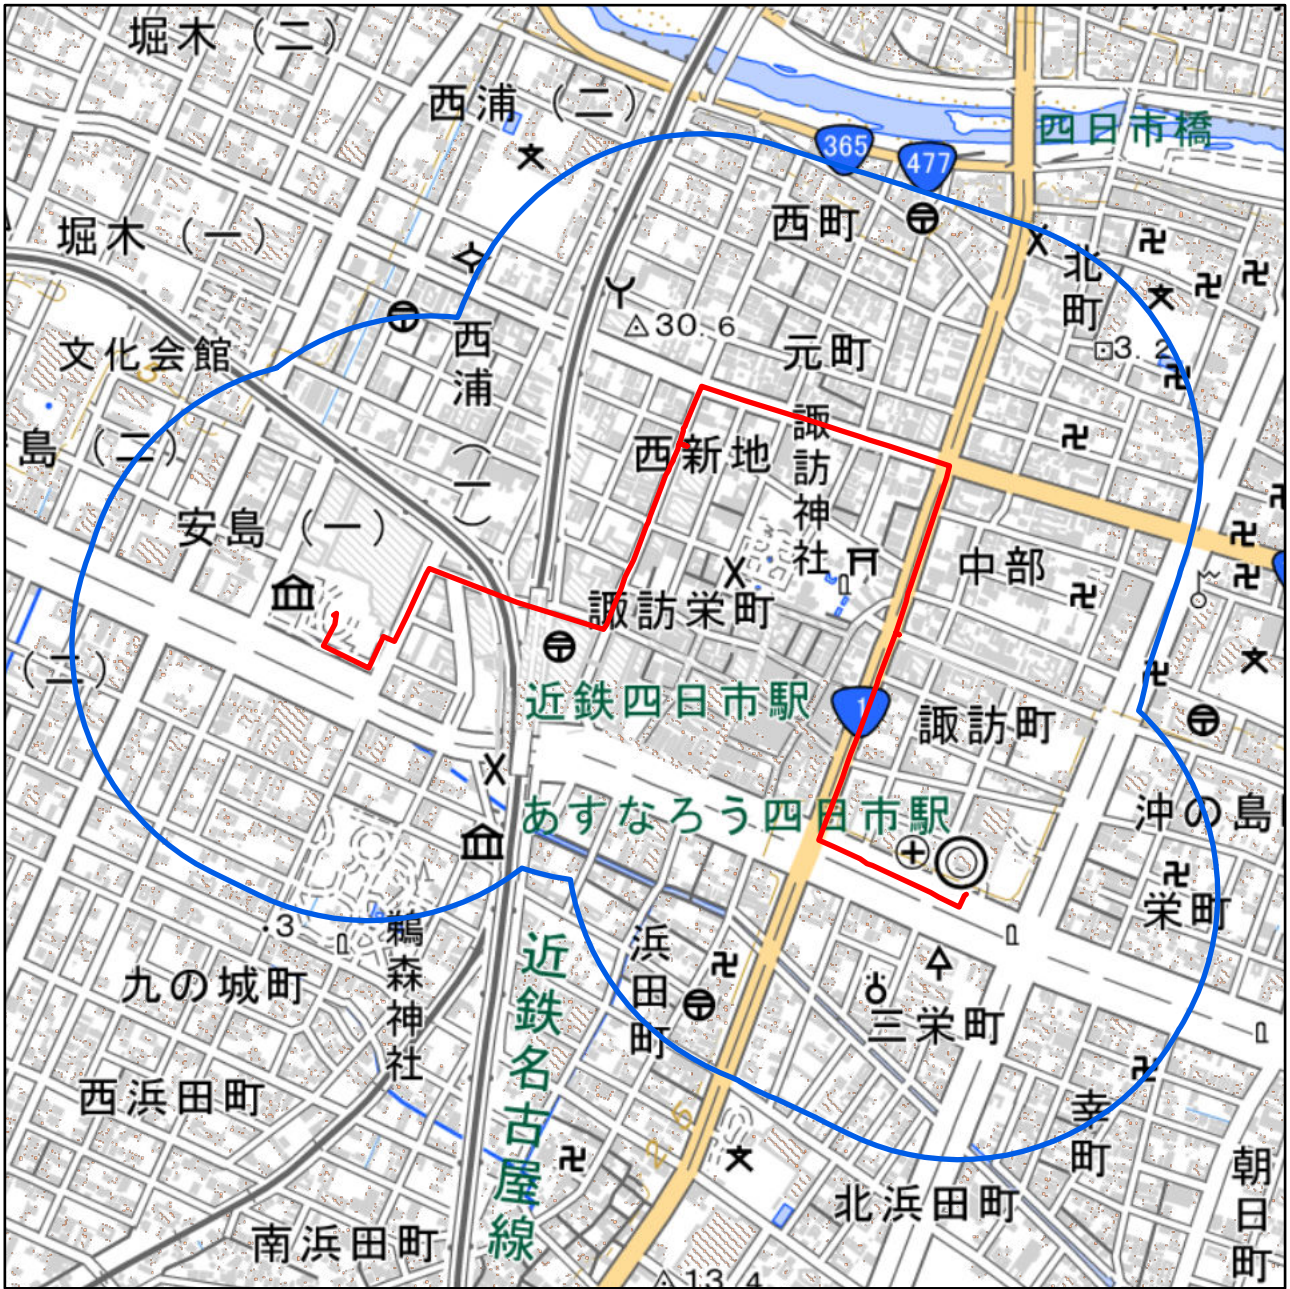 堀木（二）
西浦（二）
365
477
四日市橋
西町
堀木（一）
北町
30.6
3.2
文化会館
西浦（一）
元町
諏訪神社
西新地
安島（一）
中部
諏訪栄町
近鉄四日市駅
1
諏訪町
あすなろう四日市駅
沖の島
栄町
.3
鵜森神社
九の城町
浜田町
近鉄名古屋線
三栄町
西浜田町
幸町
26
北浜田町
朝日町
南浜田町
13.4
島（二）
（二）